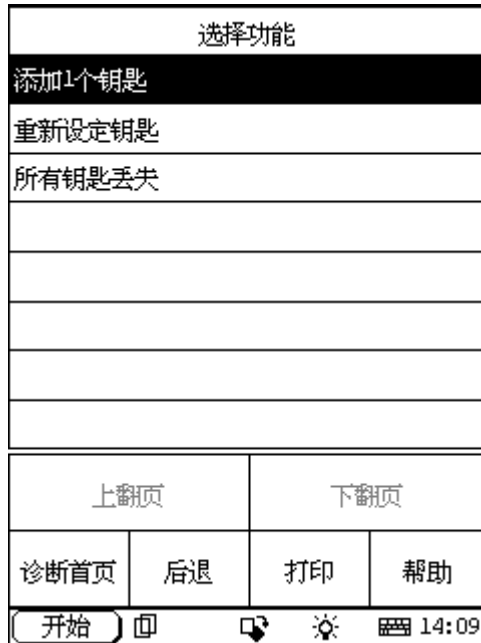 选择功能
添加1个钥匙
重新设定钥匙
所有钥匙丢失
上翻页 下翻页
诊断首页 后退 打印 帮助
开始 14:09